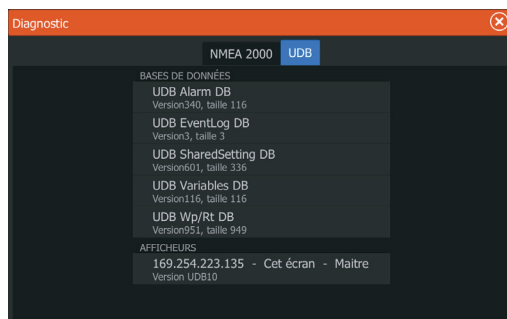 Diagnostic
NMEA 2000 UDB
BASES DE DONNÉES
UDB Alarm DB
Version340, taille 116
UDB EventLog DB
Version3, taille 3
UDB SharedSetting DB
Version601, taille 336
UDB Variables DB
Version116, taille 116
UDB Wp/Rt DB
Version951, taille 949
AFFICHEURS
169.254.223.135 - Cet écran - Maitre
Version UDB10